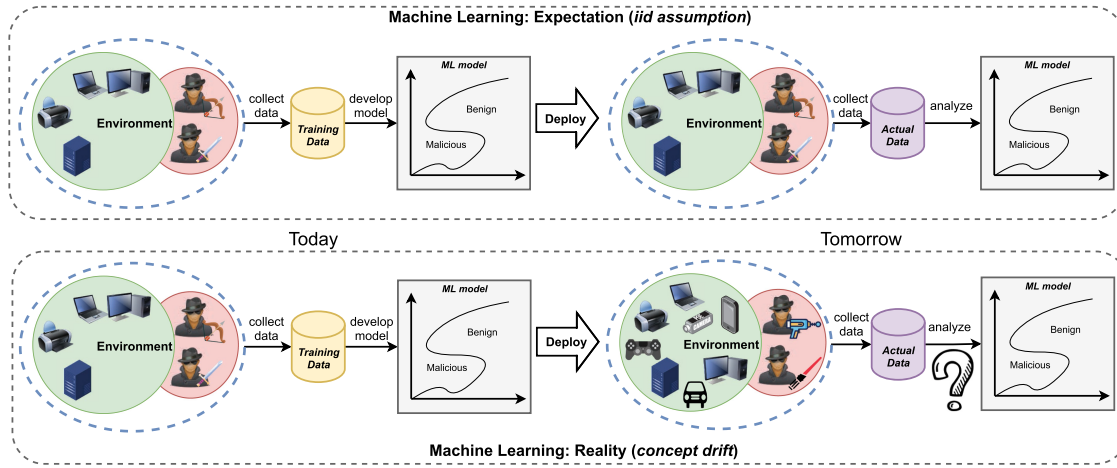 Machine Learning: Expectation (iid assumption)
Environment
collect
data
Training
Data
develop
model
ML model
Benign
Malicious
Deploy
Environment
collect
data
Actual
Data
analyze
ML model
Benign
Malicious
Today
Tomorrow
Environment
collect
data
Training
Data
develop
model
ML model
Benign
Malicious
Deploy
Environment
collect
data
Actual
Data
analyze
?
ML model
Benign
Malicious
Machine Learning: Reality (concept drift)